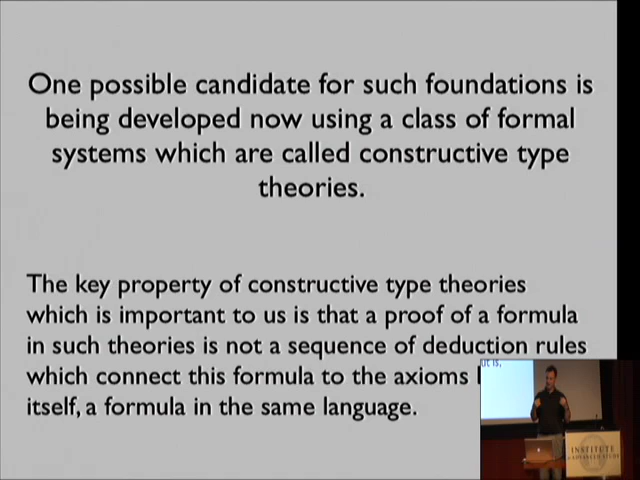 One possible candidate for such foundations is
being developed now using a class of formal
systems which are called constructive type
theories.
The key property of constructive type theories
which is important to us is that a proof of a formula
in such theories is not a sequence of deduction rules
which connect this formula to the axioms
itself, a formula in the same language.
INSTITUTE
ADVANCED STUDY